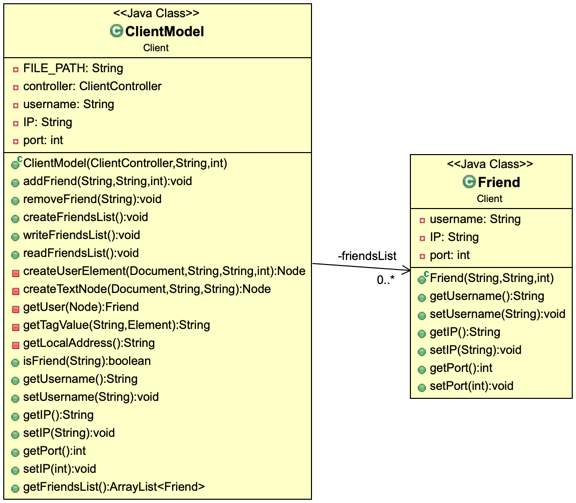 <<Java Class>>
ClientModel
Client
FILE_PATH: String
controller: ClientController
username: String
IP: String
port: int
ClientModel(ClientController,String,int)
addFriend(String,String,int):void
removeFriend(String):void
createFriendsList():void
writeFriendsList():void
readFriendsList():void
createUserElement(Document,String,String,int):Node
createTextNode(Document,String,String):Node
getUser(Node):Friend
getTagValue(String,Element):String
getLocalAddress():String
isFriend(String):boolean
getUsername():String
setUsername(String):void
getIP():String
setIP(String):void
getPort():int
setIP(int):void
getFriendsList():ArrayList<Friend>
-friendsList
0..*
<<Java Class>>
Friend
Client
username: String
IP: String
port: int
Friend(String,String,int)
getUsername():String
setUsername(String):void
getIP():String
setIP(String):void
getPort():int
setPort(int):void